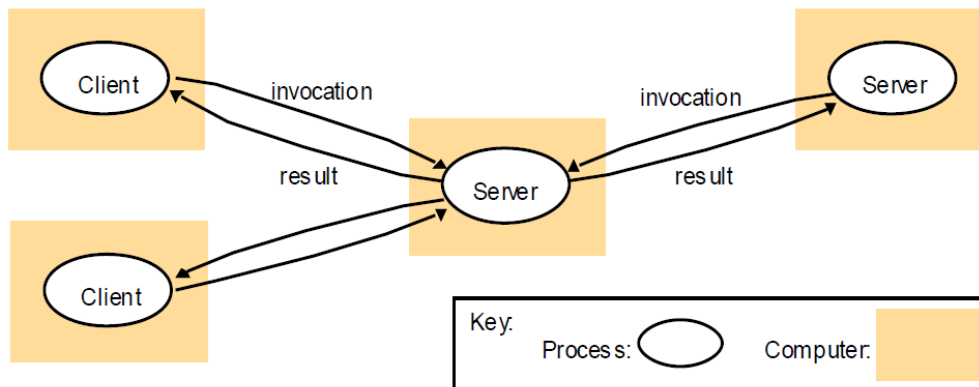 Client
invocation
result
Server
invocation
result
Server
Client
Key:
Process:
Computer: